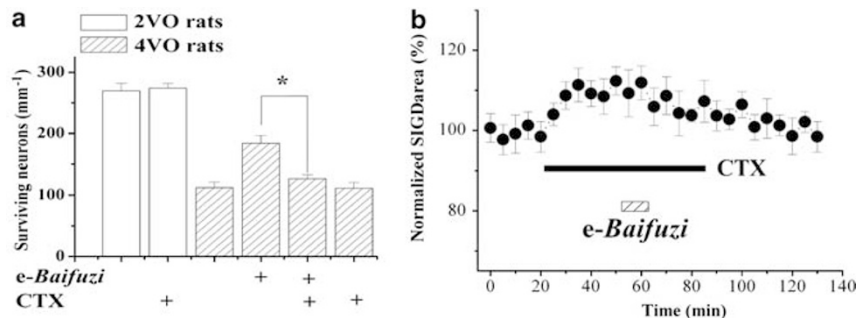 a
2VO rats
4VO rats
Surviving neurons (mm⁻¹)
300
200
100
0
*
e-Baifuzi + +
CTX + + +
b
Normalized SIGDarea (%)
120
100
80
CTX
e-Baifuzi
0 20 40 60 80 100 120 140
Time (min)